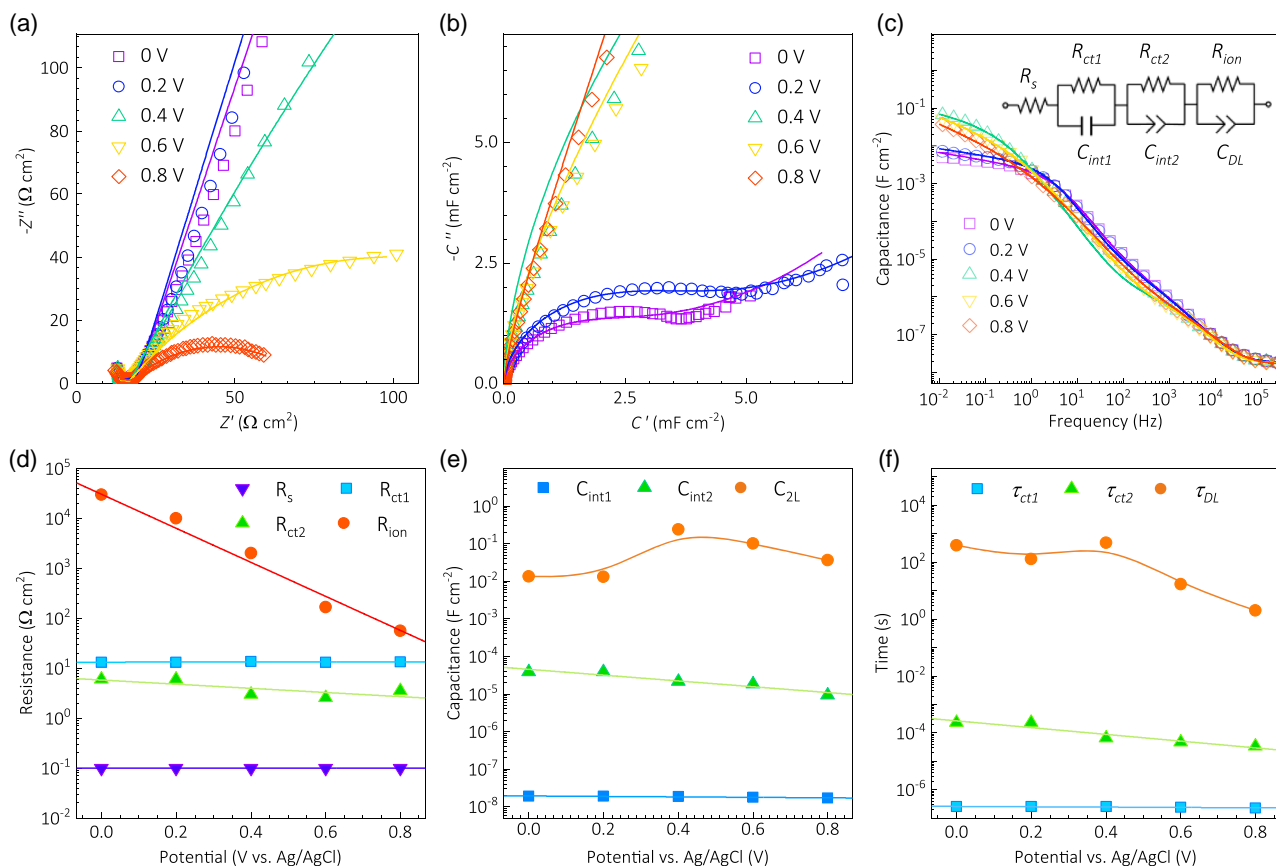 (a)
0 V
0.2 V
0.4 V
0.6 V
0.8 V
100
80
60
40
20
0
0
50
100
-Z'' (Ω cm²)
Z' (Ω cm²)
(b)
0 V
0.2 V
0.4 V
0.6 V
0.8 V
5.0
2.5
0.0
0.0
2.5
5.0
-C'' (mF cm⁻²)
C' (mF cm⁻²)
(c)
R_s
R_ct1
R_ct2
R_ion
C_int1
C_int2
C_DL
0 V
0.2 V
0.4 V
0.6 V
0.8 V
10⁻¹
10⁻³
10⁻⁵
10⁻⁷
10⁻²
10⁻¹
10⁰
10¹
10²
10³
10⁴
10⁵
Capacitance (F cm⁻²)
Frequency (Hz)
(d)
R_s
R_ct1
R_ct2
R_ion
10⁵
10⁴
10³
10²
10¹
10⁰
10⁻¹
10⁻²
0.0
0.2
0.4
0.6
0.8
Resistance (Ω cm²)
Potential (V vs. Ag/AgCl)
(e)
C_int1
C_int2
C_2L
10⁰
10⁻¹
10⁻²
10⁻³
10⁻⁴
10⁻⁵
10⁻⁶
10⁻⁷
10⁻⁸
0.0
0.2
0.4
0.6
0.8
Capacitance (F cm⁻²)
Potential vs. Ag/AgCl (V)
(f)
τ_ct1
τ_ct2
τ_DL
10⁴
10²
10⁰
10⁻²
10⁻⁴
10⁻⁶
0.0
0.2
0.4
0.6
0.8
Time (s)
Potential vs. Ag/AgCl (V)